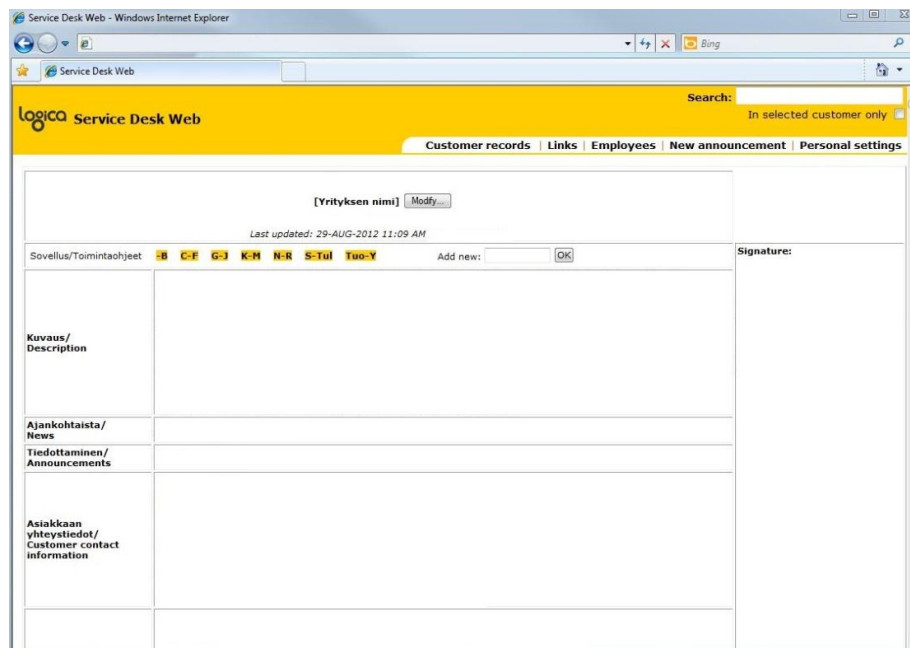 Service Desk Web - Windows Internet Explorer
Bing
Service Desk Web
Search:
logica Service Desk Web
In selected customer only
Customer records | Links | Employees | New announcement | Personal settings
[Yrityksen nimi] Modify...
Last updated: 29-AUG-2012 11:09 AM
Sovellus/Toimintaohjeet -B C-F G-J K-M N-R S-Tul Tuo-Y Add new: OK
Signature:
Kuvaus/
Description
Ajankohtaista/
News
Tiedottaminen/
Announcements
Asiakkaan
yhteystiedot/
Customer contact
information